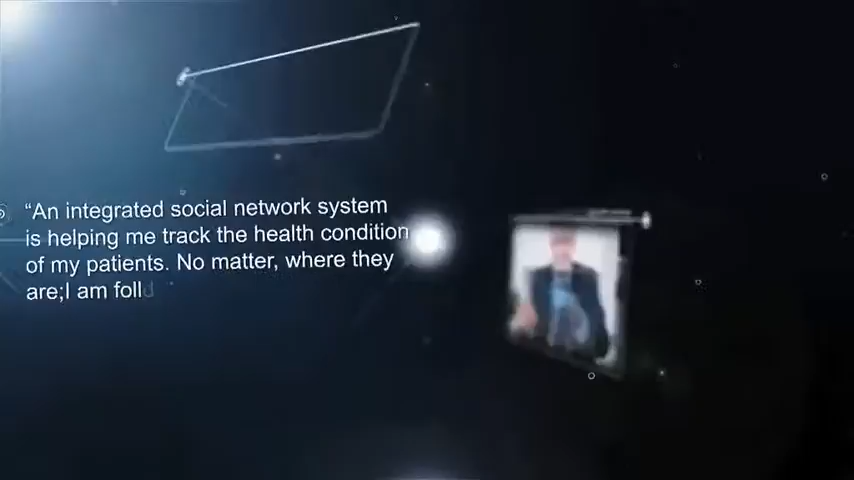 “An integrated social network system
is helping me track the health condition
of my patients. No matter, where they
are;I am foll